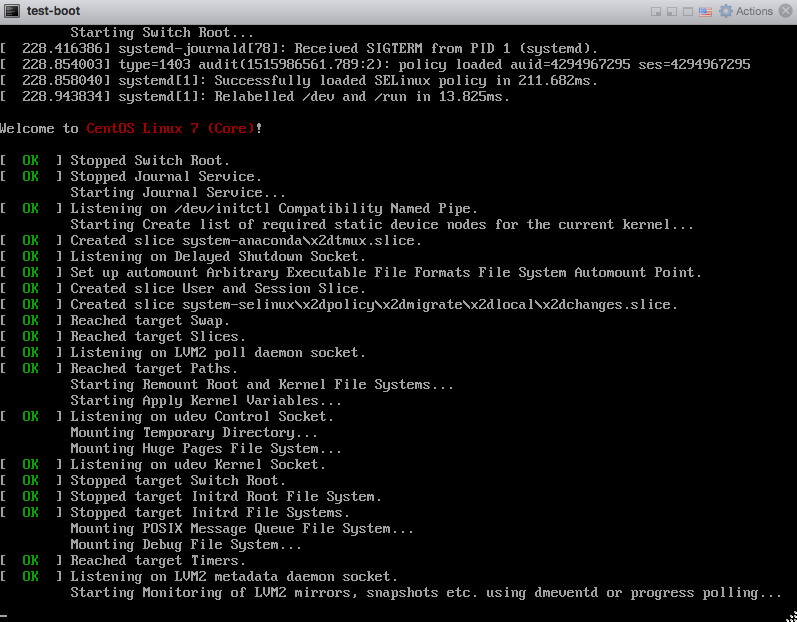 test-boot
Actions
Starting Switch Root...
[  228.416386] systemd-journald[78]: Received SIGTERM from PID 1 (systemd).
[  228.854003] type=1403 audit(1515986561.789:2): policy loaded auid=4294967295 ses=4294967295
[  228.858040] systemd[1]: Successfully loaded SELinux policy in 211.682ms.
[  228.943834] systemd[1]: Relabelled /dev and /run in 13.825ms.
Welcome to CentOS Linux 7 (Core)!
[  OK  ] Stopped Switch Root.
[  OK  ] Stopped Journal Service.
Starting Journal Service...
[  OK  ] Listening on /dev/initctl Compatibility Named Pipe.
Starting Create list of required static device nodes for the current kernel...
[  OK  ] Created slice system-anaconda\x2dtmux.slice.
[  OK  ] Listening on Delayed Shutdown Socket.
[  OK  ] Set up automount Arbitrary Executable File Formats File System Automount Point.
[  OK  ] Created slice User and Session Slice.
[  OK  ] Created slice system-selinux\x2dpolicy\x2dmigrate\x2dlocal\x2dchanges.slice.
[  OK  ] Reached target Swap.
[  OK  ] Reached target Slices.
[  OK  ] Listening on LVM2 poll daemon socket.
[  OK  ] Reached target Paths.
Starting Remount Root and Kernel File Systems...
Starting Apply Kernel Variables...
[  OK  ] Listening on udev Control Socket.
Mounting Temporary Directory...
Mounting Huge Pages File System...
[  OK  ] Listening on udev Kernel Socket.
[  OK  ] Stopped target Switch Root.
[  OK  ] Stopped target Initrd Root File System.
[  OK  ] Stopped target Initrd File Systems.
Mounting POSIX Message Queue File System...
Mounting Debug File System...
[  OK  ] Reached target Timers.
[  OK  ] Listening on LVM2 metadata daemon socket.
Starting Monitoring of LVM2 mirrors, snapshots etc. using dmeventd or progress polling...